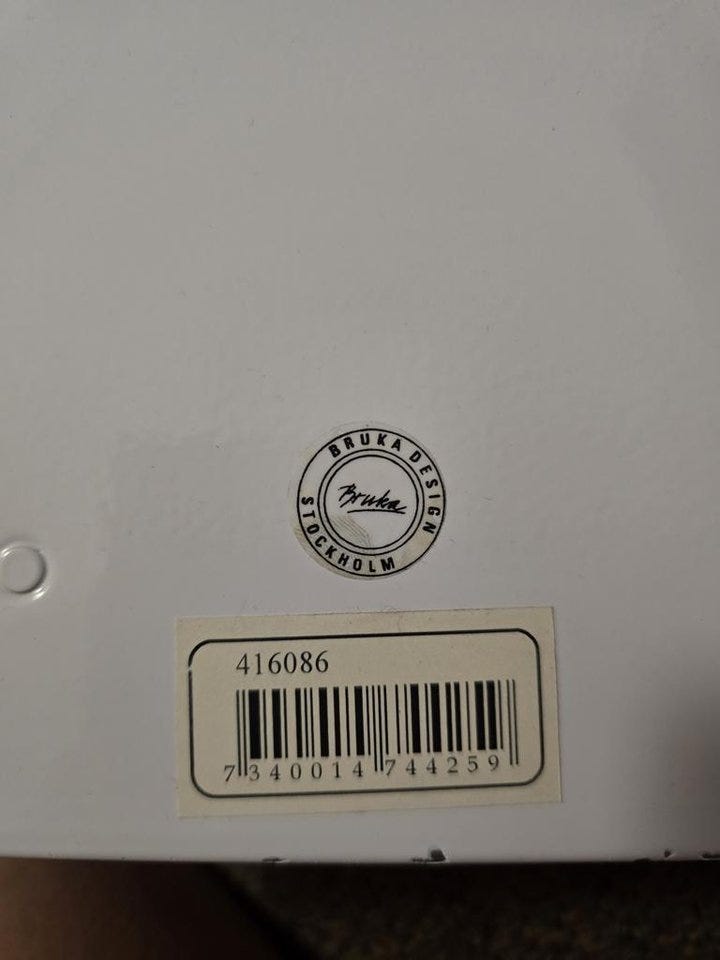 BRUKA DESIGN
Bruka
STOCKHOLM
416086
7 340014 744259